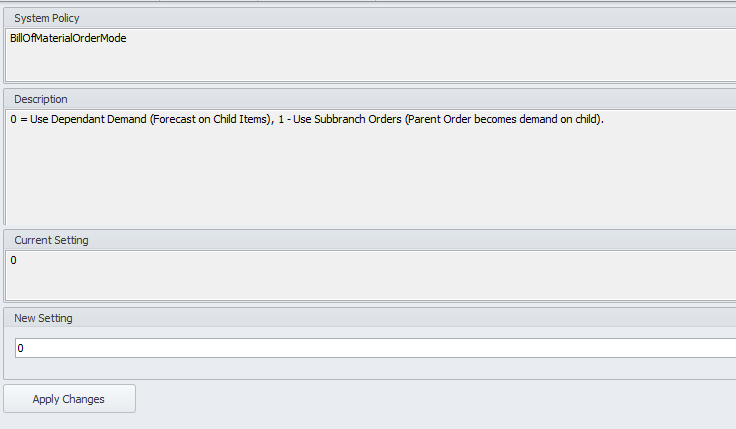 System Policy
BillOfMaterialOrderMode
Description
0 = Use Dependant Demand (Forecast on Child Items), 1 - Use Subbranch Orders (Parent Order becomes demand on child).
Current Setting
0
New Setting
0
Apply Changes